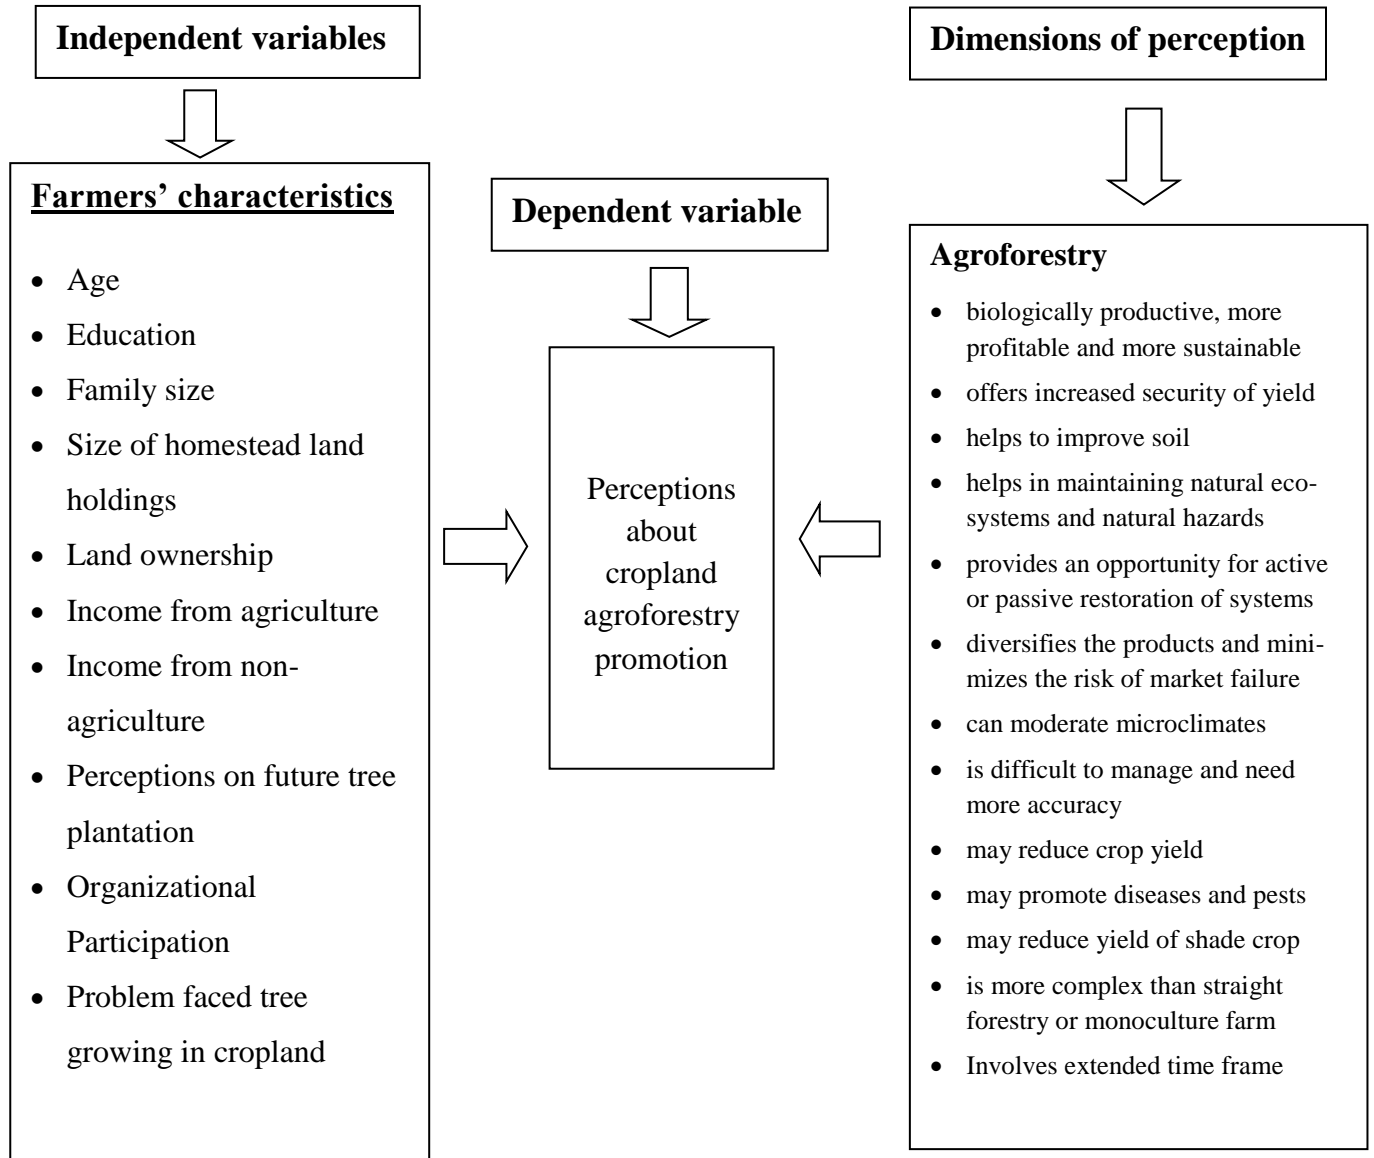 Independent variables
Farmers’ characteristics
• Age
• Education
• Family size
• Size of homestead land
holdings
• Land ownership
• Income from agriculture
• Income from non-
agriculture
• Perceptions on future tree
plantation
• Organizational
Participation
• Problem faced tree
growing in cropland
Dependent variable
Perceptions
about
cropland
agroforestry
promotion
Dimensions of perception
Agroforestry
• biologically productive, more
profitable and more sustainable
• offers increased security of yield
• helps to improve soil
• helps in maintaining natural eco-
systems and natural hazards
• provides an opportunity for active
or passive restoration of systems
• diversifies the products and mini-
mizes the risk of market failure
• can moderate microclimates
• is difficult to manage and need
more accuracy
• may reduce crop yield
• may promote diseases and pests
• may reduce yield of shade crop
• is more complex than straight
forestry or monoculture farm
• Involves extended time frame